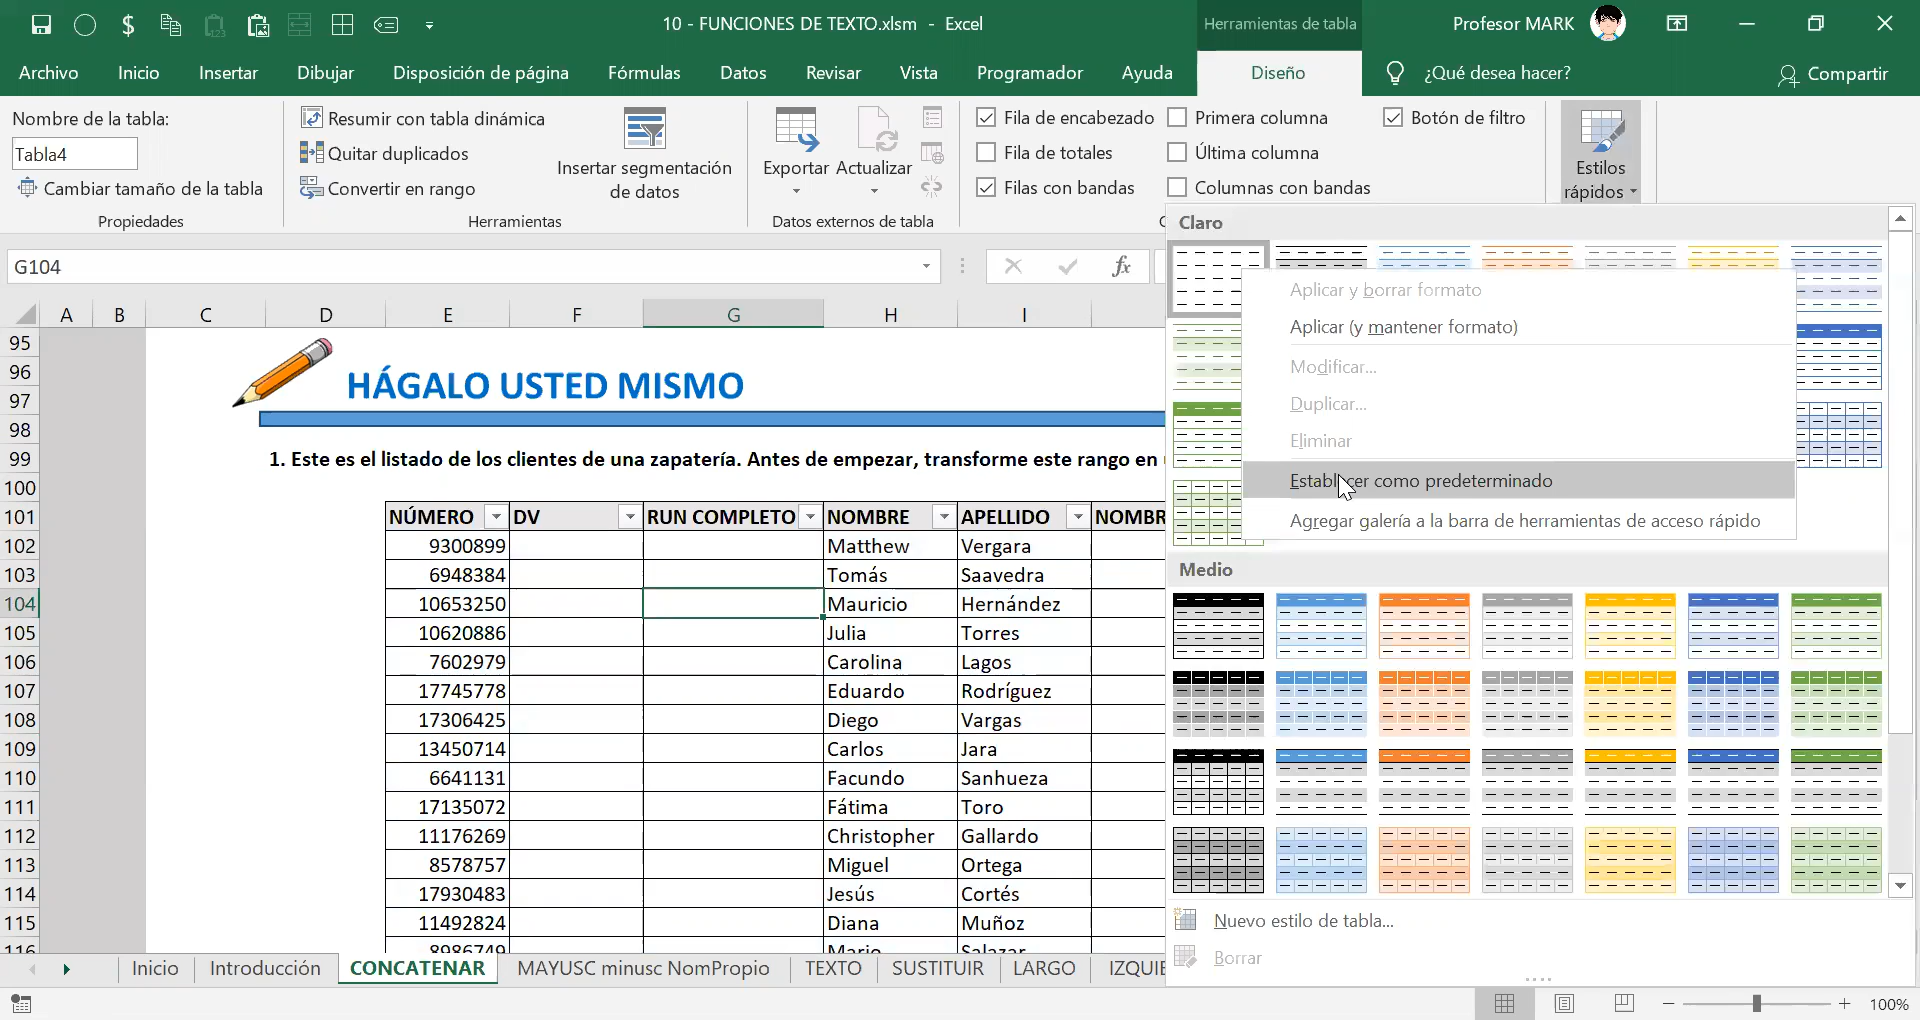 10 - FUNCIONES DE TEXTO.xlsm - Excel
Herramientas de tabla
Profesor MARK
Archivo Inicio Insertar Dibujar Disposición de página Fórmulas Datos Revisar Vista Programador Ayuda Diseño ¿Qué desea hacer? Compartir
Nombre de la tabla:
Tabla4
Cambiar tamaño de la tabla
Propiedades
Resumir con tabla dinámica
Quitar duplicados
Convertir en rango
Insertar segmentación
de datos
Herramientas
Exportar Actualizar
Datos externos de tabla
Fila de encabezado Primera columna Botón de filtro
Fila de totales Última columna
Filas con bandas Columnas con bandas
Estilos
rápidos
Claro
G104 fx
Aplicar y borrar formato
Aplicar (y mantener formato)
Modificar...
Duplicar...
Eliminar
Establecer como predeterminado
Agregar galería a la barra de herramientas de acceso rápido
Medio
Nuevo estilo de tabla...
Borrar
A B C D E F G H I
95
96
97 HÁGALO USTED MISMO
98
99 1. Este es el listado de los clientes de una zapatería. Antes de empezar, transforme este rango en
100
101 NÚMERO DV RUN COMPLETO NOMBRE APELLIDO NOMBR
102 9300899 Matthew Vergara
103 6948384 Tomás Saavedra
104 10653250 Mauricio Hernández
105 10620886 Julia Torres
106 7602979 Carolina Lagos
107 17745778 Eduardo Rodríguez
108 17306425 Diego Vargas
109 13450714 Carlos Jara
110 6641131 Facundo Sanhueza
111 17135072 Fátima Toro
112 11176269 Christopher Gallardo
113 8578757 Miguel Ortega
114 17930483 Jesús Cortés
115 11492824 Diana Muñoz
116 8986749 Mario Salazar
Inicio Introducción CONCATENAR MAYUSC minusc NomPropio TEXTO SUSTITUIR LARGO IZQUIE
100%